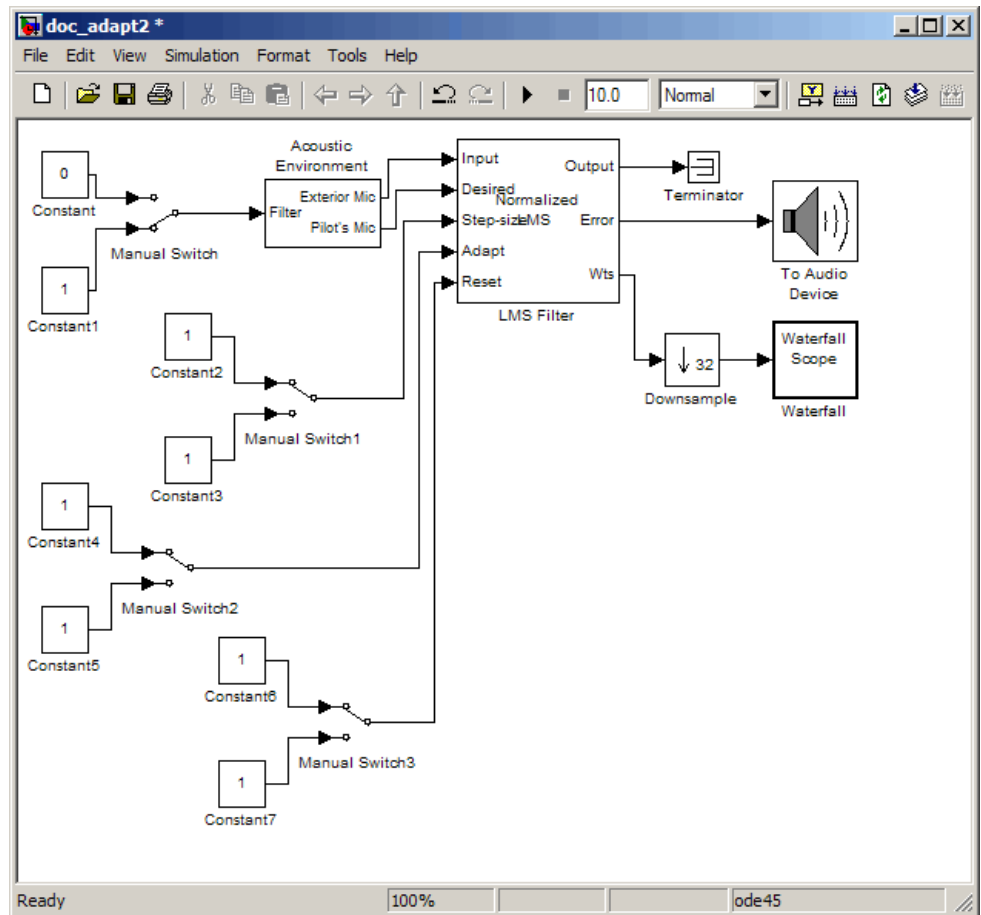 doc_adapt2 *
File Edit View Simulation Format Tools Help
10.0 Normal
0
Constant
1
Constant1
Manual Switch
Acoustic
Environment
Filter
Exterior Mic
Pilot's Mic
Input
Desired
Step-size
Adapt
Reset
Normalized
LMS
Output
Error
Wts
LMS Filter
Terminator
To Audio
Device
32
Downsample
Waterfall
Scope
Waterfall
1
Constant2
1
Constant3
Manual Switch1
1
Constant4
1
Constant5
Manual Switch2
1
Constant6
1
Constant7
Manual Switch3
Ready 100% ode45